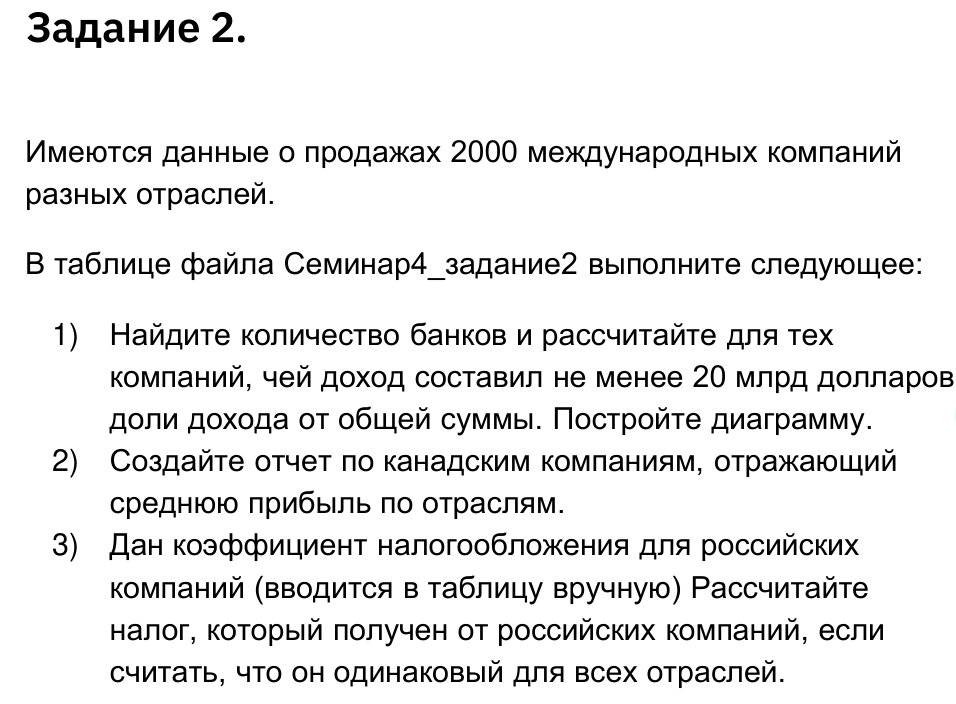 Задание 2.
Имеются данные о продажах 2000 международных компаний
разных отраслей.
В таблице файла Семинар4_задание2 выполните следующее:
1) Найдите количество банков и рассчитайте для тех
компаний, чей доход составил не менее 20 млрд долларов
доли дохода от общей суммы. Постройте диаграмму.
2) Создайте отчет по канадским компаниям, отражающий
среднюю прибыль по отраслям.
3) Дан коэффициент налогообложения для российских
компаний (вводится в таблицу вручную) Рассчитайте
налог, который получен от российских компаний, если
считать, что он одинаковый для всех отраслей.